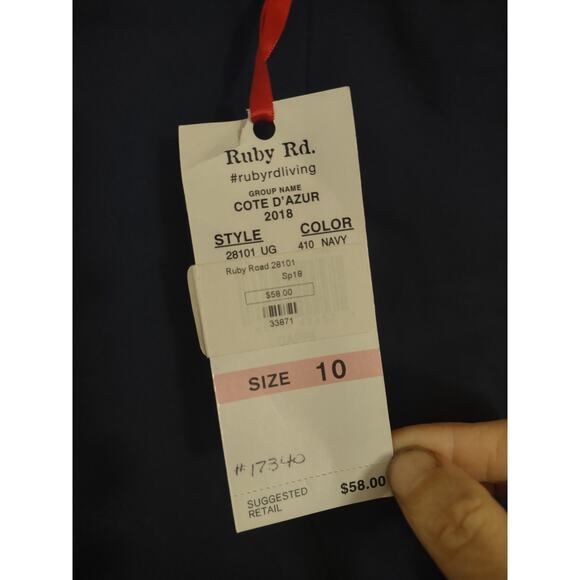 Ruby Rd.
#rubyrdliving
GROUP NAME
COTE D'AZUR
2018
STYLE COLOR
28101 UG 410 NAVY
Ruby Road 28101
Sp18
$58.00
33871
SIZE 10
#17340
SUGGESTED
RETAIL $58.00